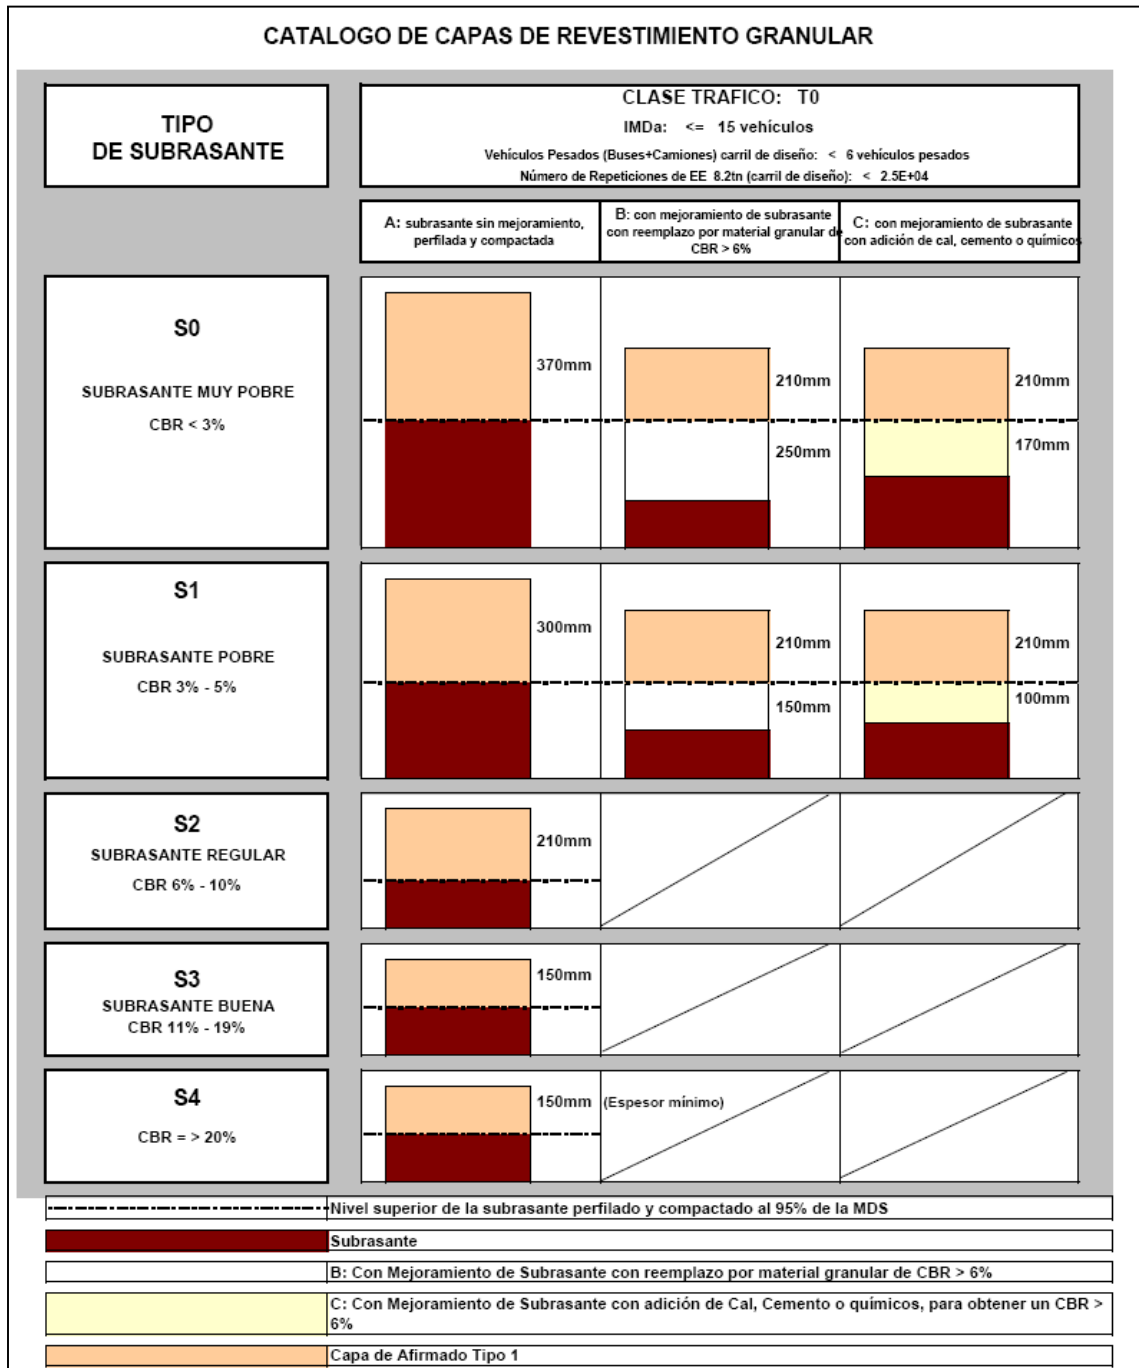 CATALOGO DE CAPAS DE REVESTIMIENTO GRANULAR
TIPO
DE SUBRASANTE
CLASE TRAFICO: T0
IMDa: <= 15 vehículos
Vehículos Pesados (Buses+Camiones) carril de diseño: < 6 vehículos pesados
Número de Repeticiones de EE 8.2tn (carril de diseño): < 2.5E+04
A: subrasante sin mejoramiento,
perfilada y compactada
B: con mejoramiento de subrasante
con reemplazo por material granular de
CBR > 6%
C: con mejoramiento de subrasante
con adición de cal, cemento o químicos
S0
SUBRASANTE MUY POBRE
CBR < 3%
370mm
210mm
250mm
210mm
170mm
S1
SUBRASANTE POBRE
CBR 3% - 5%
300mm
210mm
150mm
210mm
100mm
S2
SUBRASANTE REGULAR
CBR 6% - 10%
210mm
S3
SUBRASANTE BUENA
CBR 11% - 19%
150mm
S4
CBR = > 20%
150mm (Espesor mínimo)
Nivel superior de la subrasante perfilado y compactado al 95% de la MDS
Subrasante
B: Con Mejoramiento de Subrasante con reemplazo por material granular de CBR > 6%
C: Con Mejoramiento de Subrasante con adición de Cal, Cemento o químicos, para obtener un CBR >
6%
Capa de Afirmado Tipo 1